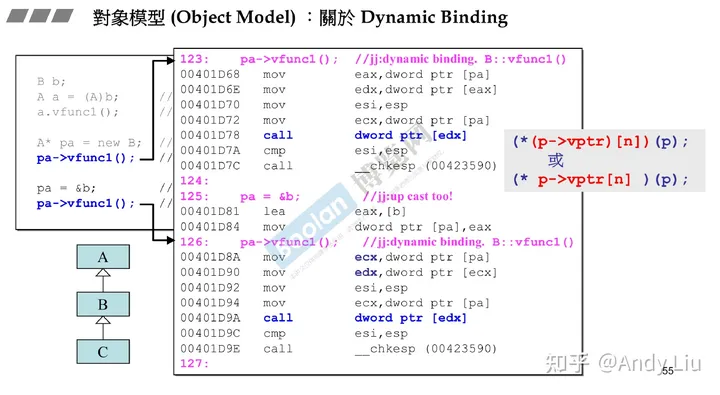 對象模型 (Object Model) ：關於 Dynamic Binding
B b;
A a = (A)b; //
a.vfunc1(); //
A* pa = new B; //
pa->vfunc1(); //
pa = &b; //
pa->vfunc1(); //
A
B
C
123: pa->vfunc1(); //jj:dynamic binding. B::vfunc1()
00401D68 mov eax,dword ptr [pa]
00401D6E mov edx,dword ptr [eax]
00401D70 mov esi,esp
00401D72 mov ecx,dword ptr [pa]
00401D78 call dword ptr [edx]
00401D7A cmp esi,esp
00401D7C call __chkesp (00423590)
124:
125: pa = &b; //jj:up cast too!
00401D81 lea eax,[b]
00401D84 mov dword ptr [pa],eax
126: pa->vfunc1(); //jj:dynamic binding. B::vfunc1()
00401D8A mov ecx,dword ptr [pa]
00401D90 mov edx,dword ptr [ecx]
00401D92 mov esi,esp
00401D94 mov ecx,dword ptr [pa]
00401D9A call dword ptr [edx]
00401D9C cmp esi,esp
00401D9E call __chkesp (00423590)
127:
(*(p->vptr)[n])(p);
或
(* p->vptr[n] )(p);
Boolan 博覽网
知乎 @Andy.Liu
55